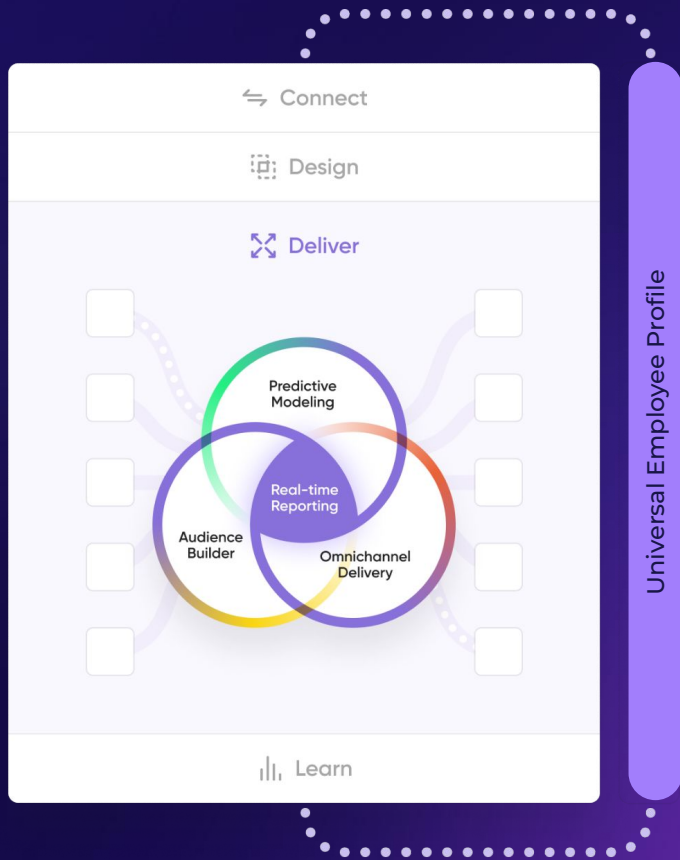 Connect
Design
Deliver
Predictive
Modeling
Real-time
Reporting
Audience
Builder
Omnichannel
Delivery
Learn
Universal Employee Profile